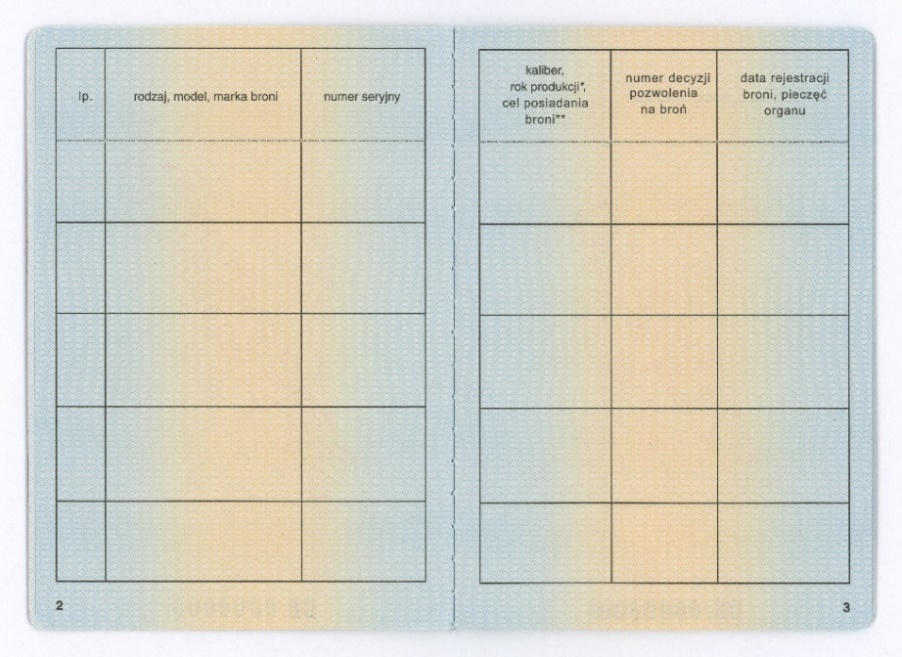 lp.
rodzaj, model, marka broni
numer seryjny
kaliber,
rok produkcji*,
cel posiadania
broni**
numer decyzji
pozwolenia
na broń
data rejestracji
broni, pieczęć
organu
2
3